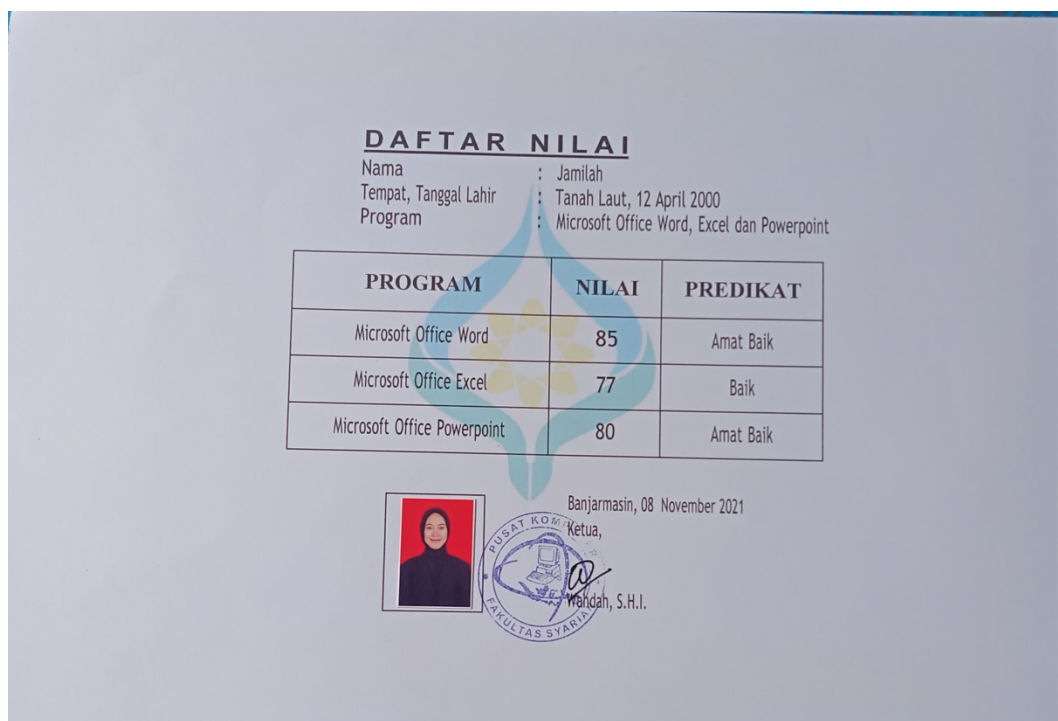 DAFTAR NILAI
Nama : Jamilah
Tempat, Tanggal Lahir : Tanah Laut, 12 April 2000
Program : Microsoft Office Word, Excel dan Powerpoint
PROGRAM NILAI PREDIKAT
Microsoft Office Word 85 Amat Baik
Microsoft Office Excel 77 Baik
Microsoft Office Powerpoint 80 Amat Baik
Banjarmasin, 08 November 2021
Ketua,
Wahdah, S.H.I.
PUSAT
FAKULTAS